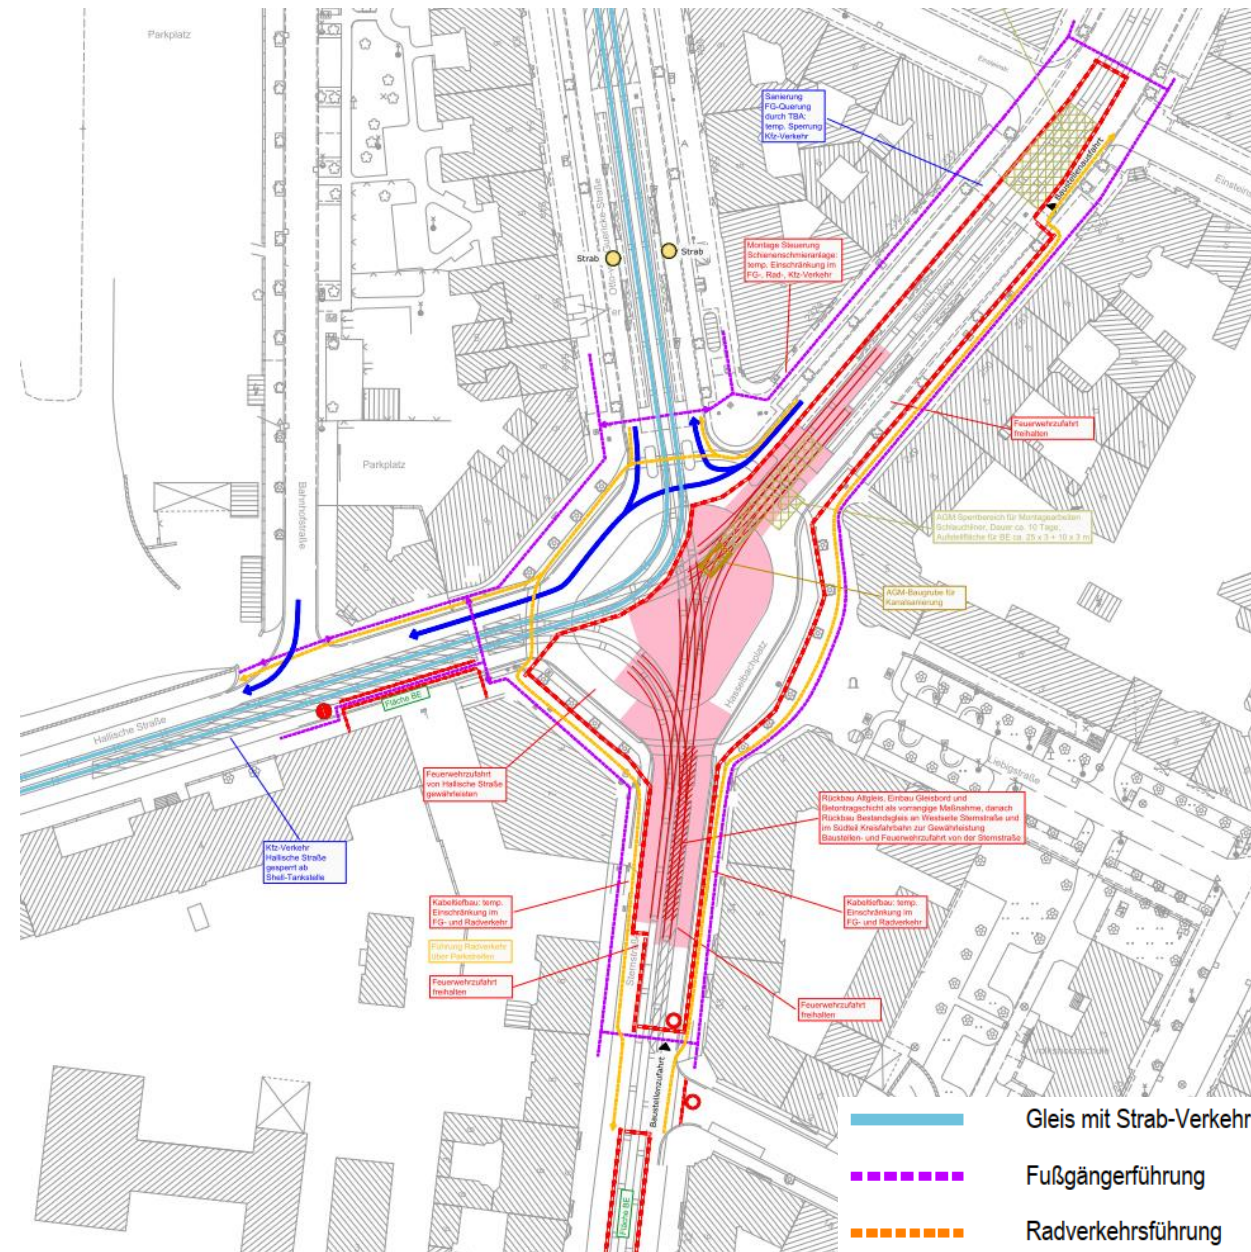 Parkplatz
Einsteinstr.
Sanierung
FG-Querung
durch TBA:
temp. Sperrung
Kfz-Verkehr
Baustellenausfahrt
Strab
Strab
Montage Steuerung
Schienenschmieranlage:
temp. Einschränkung im
FG-, Rad-, Kfz-Verkehr
Feuerwehrzufahrt
freihalten
Parkplatz
Bahnhofstraße
AGM Sperrbereich für Montagearbeiten
Schlauchliner, Dauer ca. 10 Tage,
Aufstellfläche für BE ca. 25 x 3 + 10 x 3 m
AGM-Baugrube für
Kanalsanierung
Hasselbachplatz
Fläche BE
Hallische Straße
Liebigstraße
Feuerwehrzufahrt
von Hallische Straße
gewährleisten
Rückbau Altgleis, Einbau Gleisbord und
Betontragschicht als vorrangige Maßnahme, danach
Rückbau Bestandsgleis an Westseite Sternstraße und
im Südteil Kreisfahrbahn zur Gewährleistung
Baustellen- und Feuerwehrzufahrt von der Sternstraße
Kfz-Verkehr
Hallische Straße
gesperrt ab
Shell-Tankstelle
Kabeltiefbau: temp.
Einschränkung im
FG- und Radverkehr
Kabeltiefbau: temp.
Einschränkung im
FG- und Radverkehr
Führung Radverkehr
über Parkstreifen
Feuerwehrzufahrt
freihalten
Feuerwehrzufahrt
freihalten
Baustellenzufahrt
Fläche BE
Gleis mit Strab-Verkehr
Fußgängerführung
Radverkehrsführung